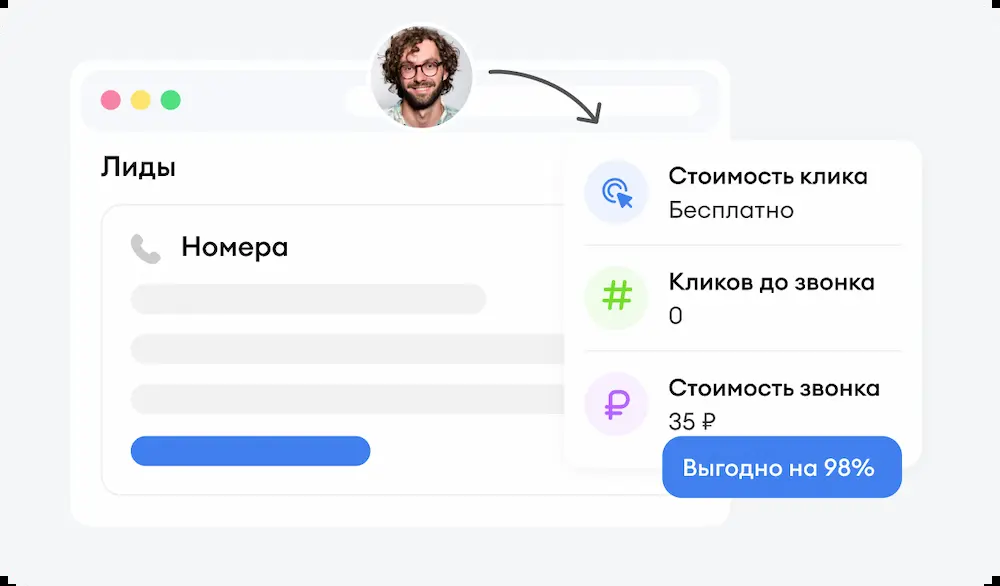 Лиды
Номера
Стоимость клика
Бесплатно
Кликов до звонка
0
Стоимость звонка
35 ₽
Выгодно на 98%